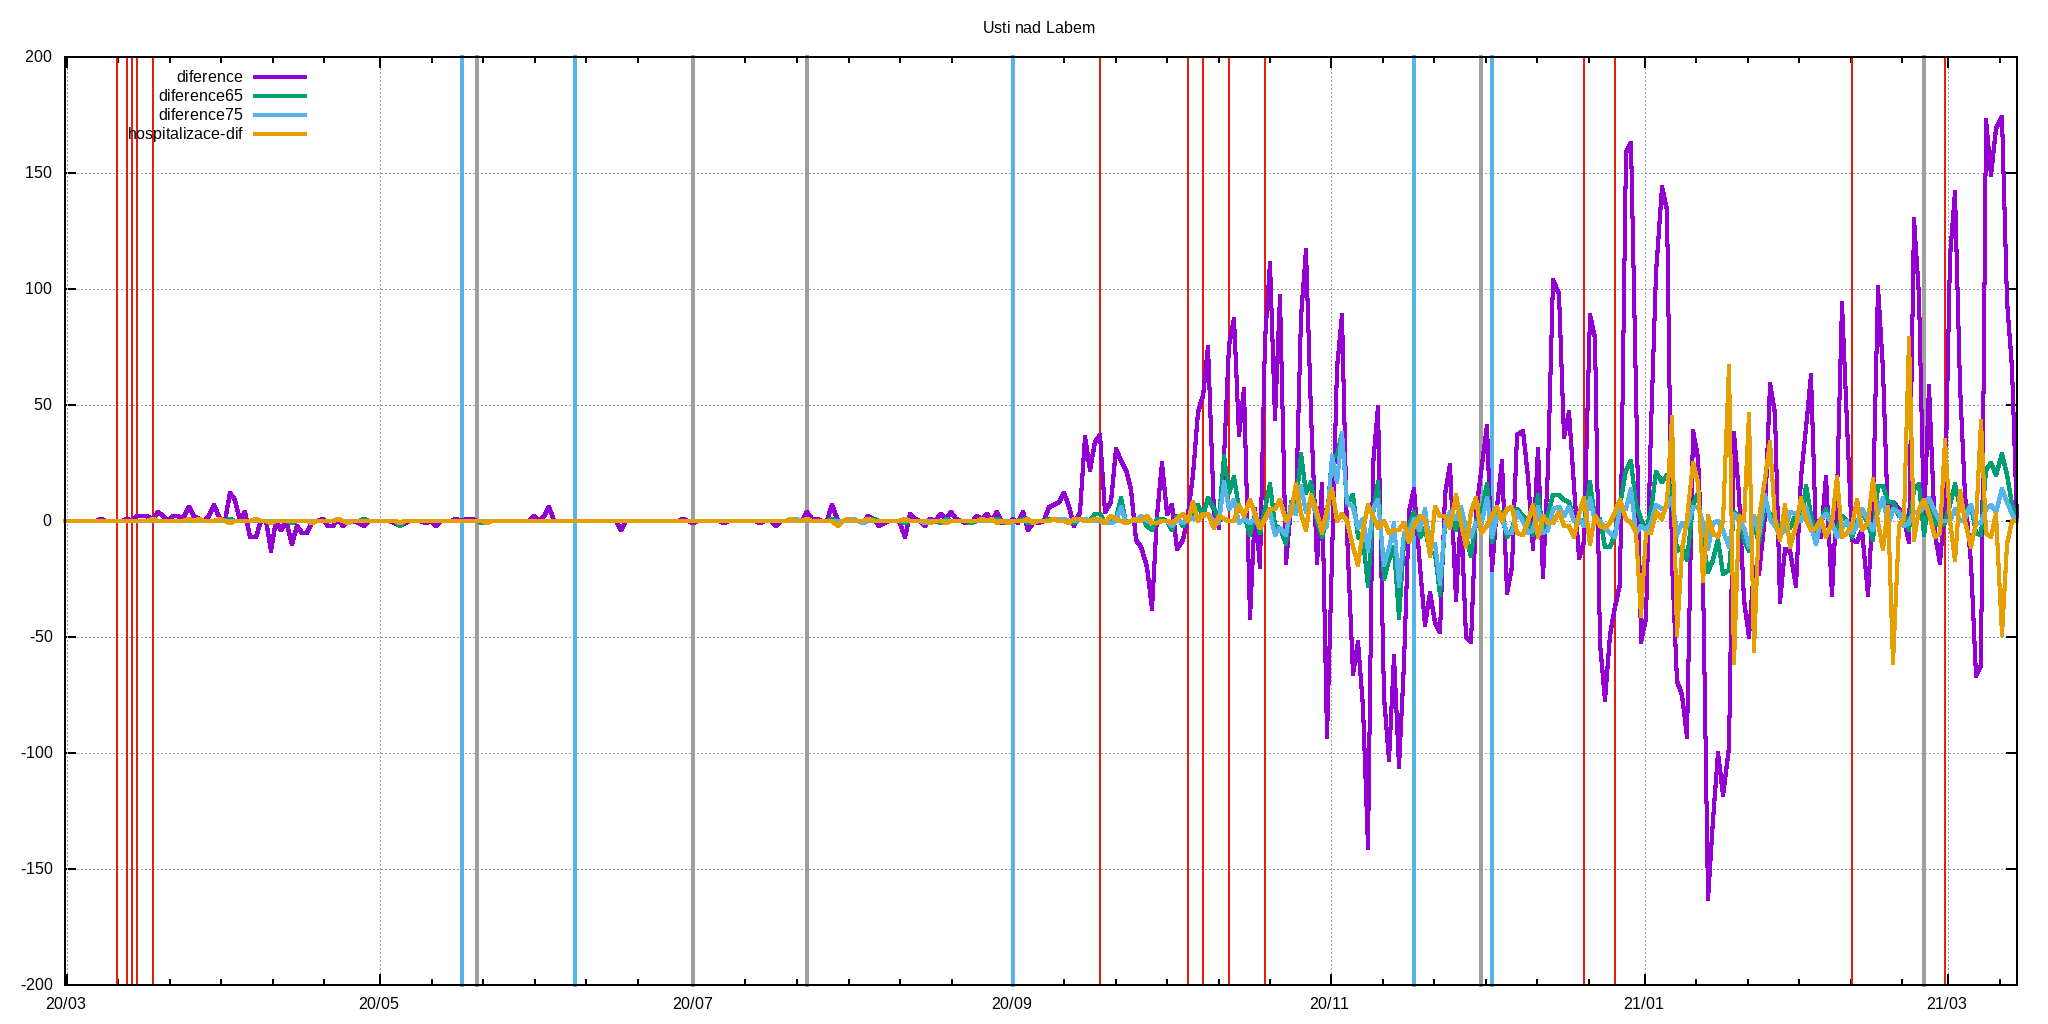 Usti nad Labem
200
150
100
50
0
-50
-100
-150
-200
diference
diference65
diference75
hospitalizace-dif
20/03 20/05 20/07 20/09 20/11 21/01 21/03